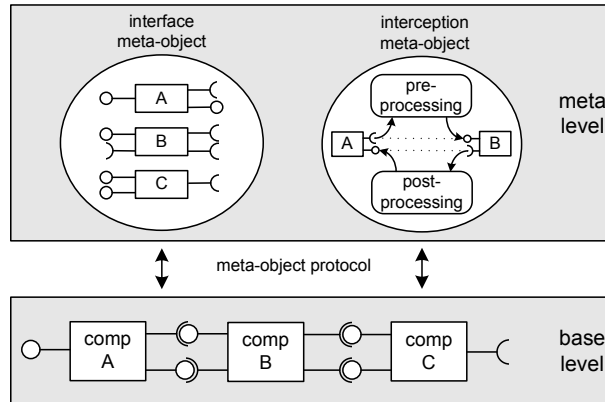 interface
meta-object
interception
meta-object
A
B
C
pre-
processing
A
B
post-
processing
meta
level
meta-object protocol
comp
A
comp
B
comp
C
base
level